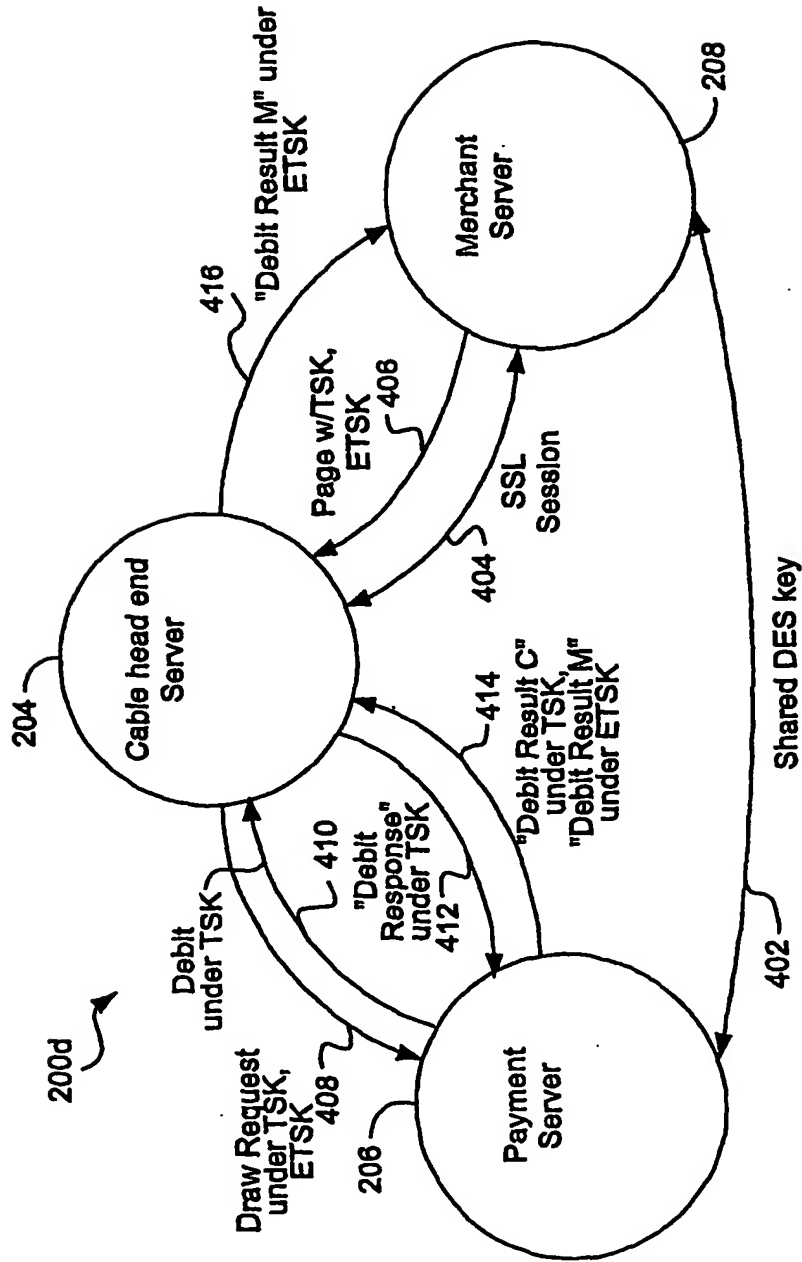 200d
204
Cable head end
Server
416
"Debit Result M" under
ETSK
Page w/TSK,
ETSK
406
Merchant
Server
208
404
SSL
Session
Debit
under TSK
410
"Debit
Response"
under TSK
412
414
"Debit Result C"
under TSK,
"Debit Result M"
under ETSK
Draw Request
under TSK,
ETSK
408
206
Payment
Server
402
Shared DES key